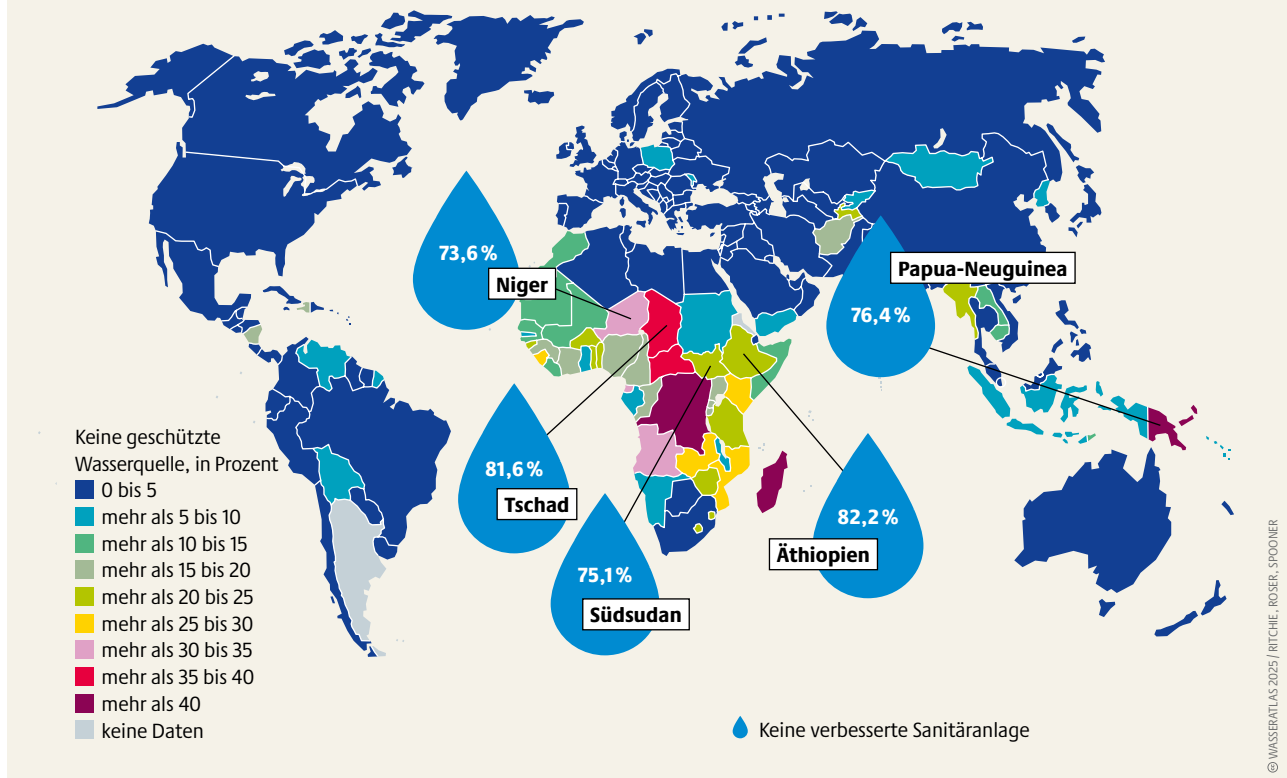 73,6 %
Niger
Papua-Neuguinea
76,4 %
81,6 %
Tschad
75,1 %
Südsudan
82,2 %
Äthiopien
Keine geschützte
Wasserquelle, in Prozent
0 bis 5
mehr als 5 bis 10
mehr als 10 bis 15
mehr als 15 bis 20
mehr als 20 bis 25
mehr als 25 bis 30
mehr als 30 bis 35
mehr als 35 bis 40
mehr als 40
keine Daten
Keine verbesserte Sanitäranlage
WASSERATLAS 2025 / RITCHIE, ROSER, SPOONER